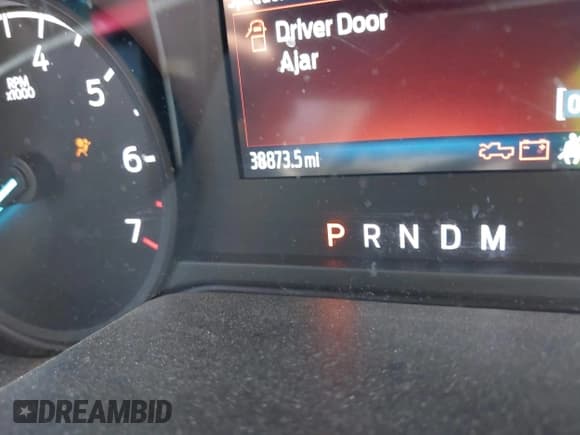 Driver Door
Ajar
4
RPM
x1000
5
6
7
38873.5 mi
P R N D M
DREAMBID